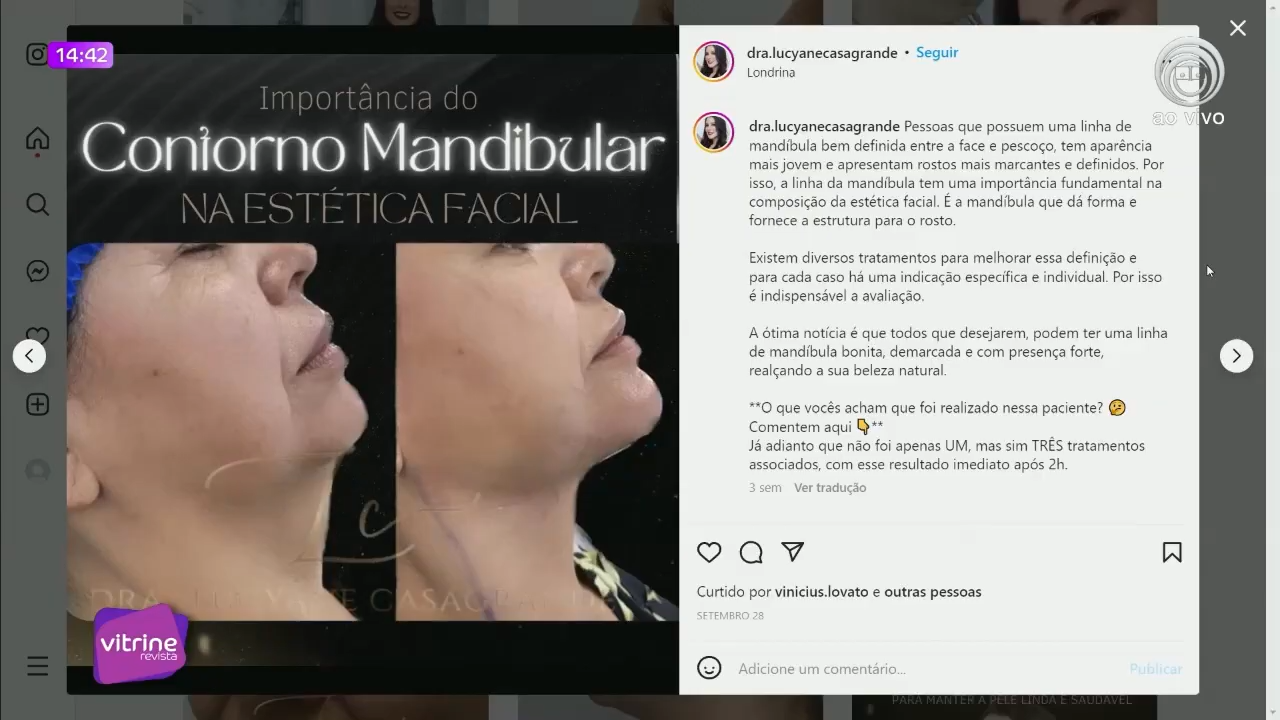 14:42
Importância do
Contorno Mandibular
NA ESTÉTICA FACIAL
DRA. LUCYANE CASAGRANDE
vitrine
revista
dra.lucyanecasagrande • Seguir
Londrina
ao vivo
dra.lucyanecasagrande Pessoas que possuem uma linha de
mandíbula bem definida entre a face e pescoço, tem aparência
mais jovem e apresentam rostos mais marcantes e definidos. Por
isso, a linha da mandíbula tem uma importância fundamental na
composição da estética facial. É a mandíbula que dá forma e
fornece a estrutura para o rosto.
Existem diversos tratamentos para melhorar essa definição e
para cada caso há uma indicação específica e individual. Por isso
é indispensável a avaliação.
A ótima notícia é que todos que desejarem, podem ter uma linha
de mandíbula bonita, demarcada e com presença forte,
realçando a sua beleza natural.
**O que vocês acham que foi realizado nessa paciente? 🤔
Comentem aqui 👇**
Já adianto que não foi apenas UM, mas sim TRÊS tratamentos
associados, com esse resultado imediato após 2h.
3 sem Ver tradução
Curtido por vinicius.lovato e outras pessoas
SETEMBRO 28
Adicione um comentário... Publicar
PARA MANTER A PELE LINDA E SAUDÁVEL